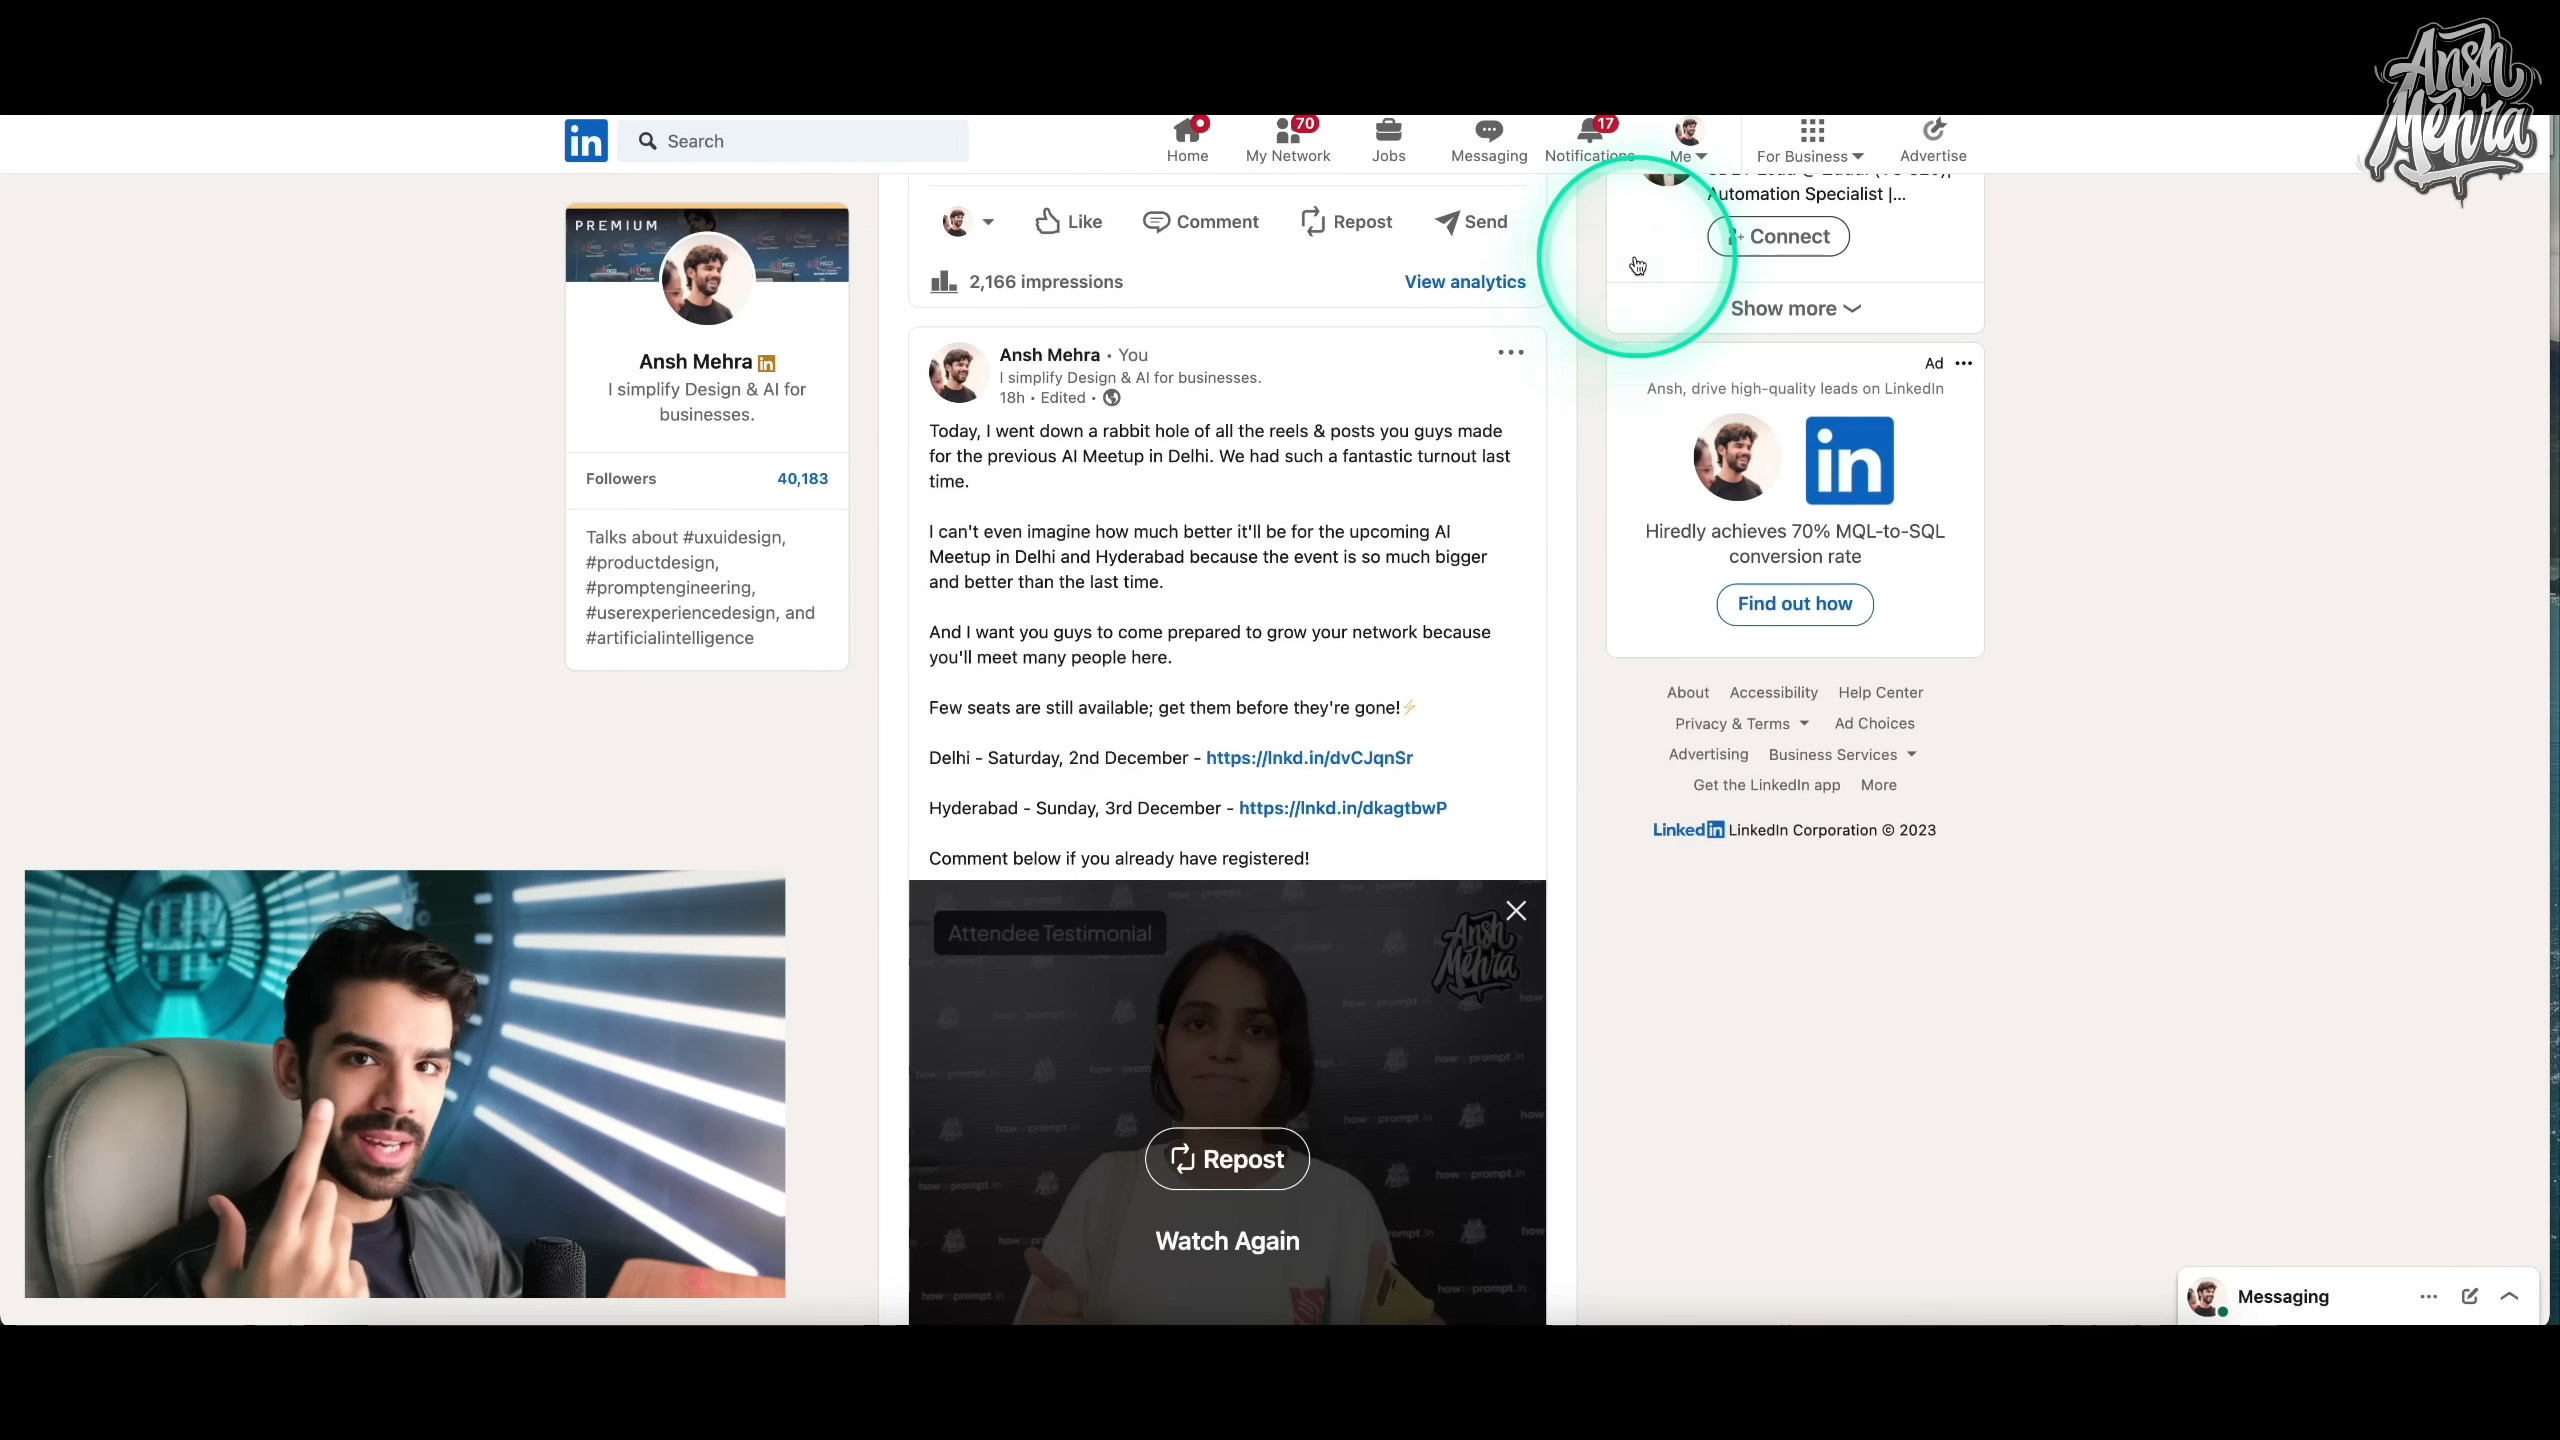 Ansh
Mehra
in
Search
Home
70
My Network
Jobs
Messaging
17
Notifications
Me
For Business
Advertise
PREMIUM
Ansh Mehra in
I simplify Design & AI for
businesses.
Followers 40,183
Talks about #uxuidesign,
#productdesign,
#promptengineering,
#userexperiencedesign, and
#artificialintelligence
Like Comment Repost Send
2,166 impressions View analytics
Ansh Mehra • You
I simplify Design & AI for businesses.
18h • Edited •
Today, I went down a rabbit hole of all the reels & posts you guys made
for the previous AI Meetup in Delhi. We had such a fantastic turnout last
time.
I can't even imagine how much better it'll be for the upcoming AI
Meetup in Delhi and Hyderabad because the event is so much bigger
and better than the last time.
And I want you guys to come prepared to grow your network because
you'll meet many people here.
Few seats are still available; get them before they're gone!⚡
Delhi - Saturday, 2nd December - https://lnkd.in/dvCJqnSr
Hyderabad - Sunday, 3rd December - https://lnkd.in/dkagtbwP
Comment below if you already have registered!
Attendee Testimonial
Ansh
Mehra
Repost
Watch Again
Automation Specialist |...
Connect
Show more
Ad
Ansh, drive high-quality leads on LinkedIn
in
Hiredly achieves 70% MQL-to-SQL
conversion rate
Find out how
About Accessibility Help Center
Privacy & Terms Ad Choices
Advertising Business Services
Get the LinkedIn app More
Linked in LinkedIn Corporation © 2023
Messaging